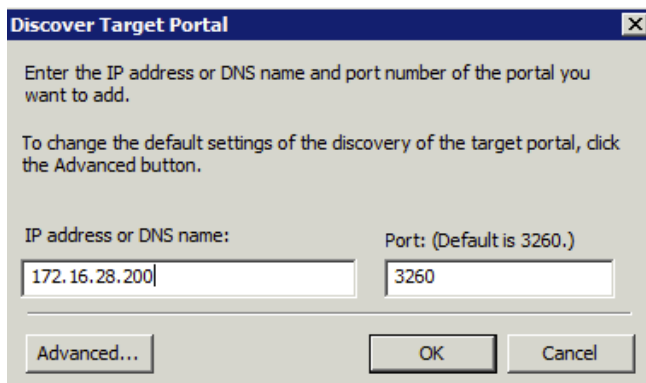 Discover Target Portal
Enter the IP address or DNS name and port number of the portal you
want to add.
To change the default settings of the discovery of the target portal, click
the Advanced button.
IP address or DNS name:
Port: (Default is 3260.)
172.16.28.200
3260
Advanced...
OK
Cancel